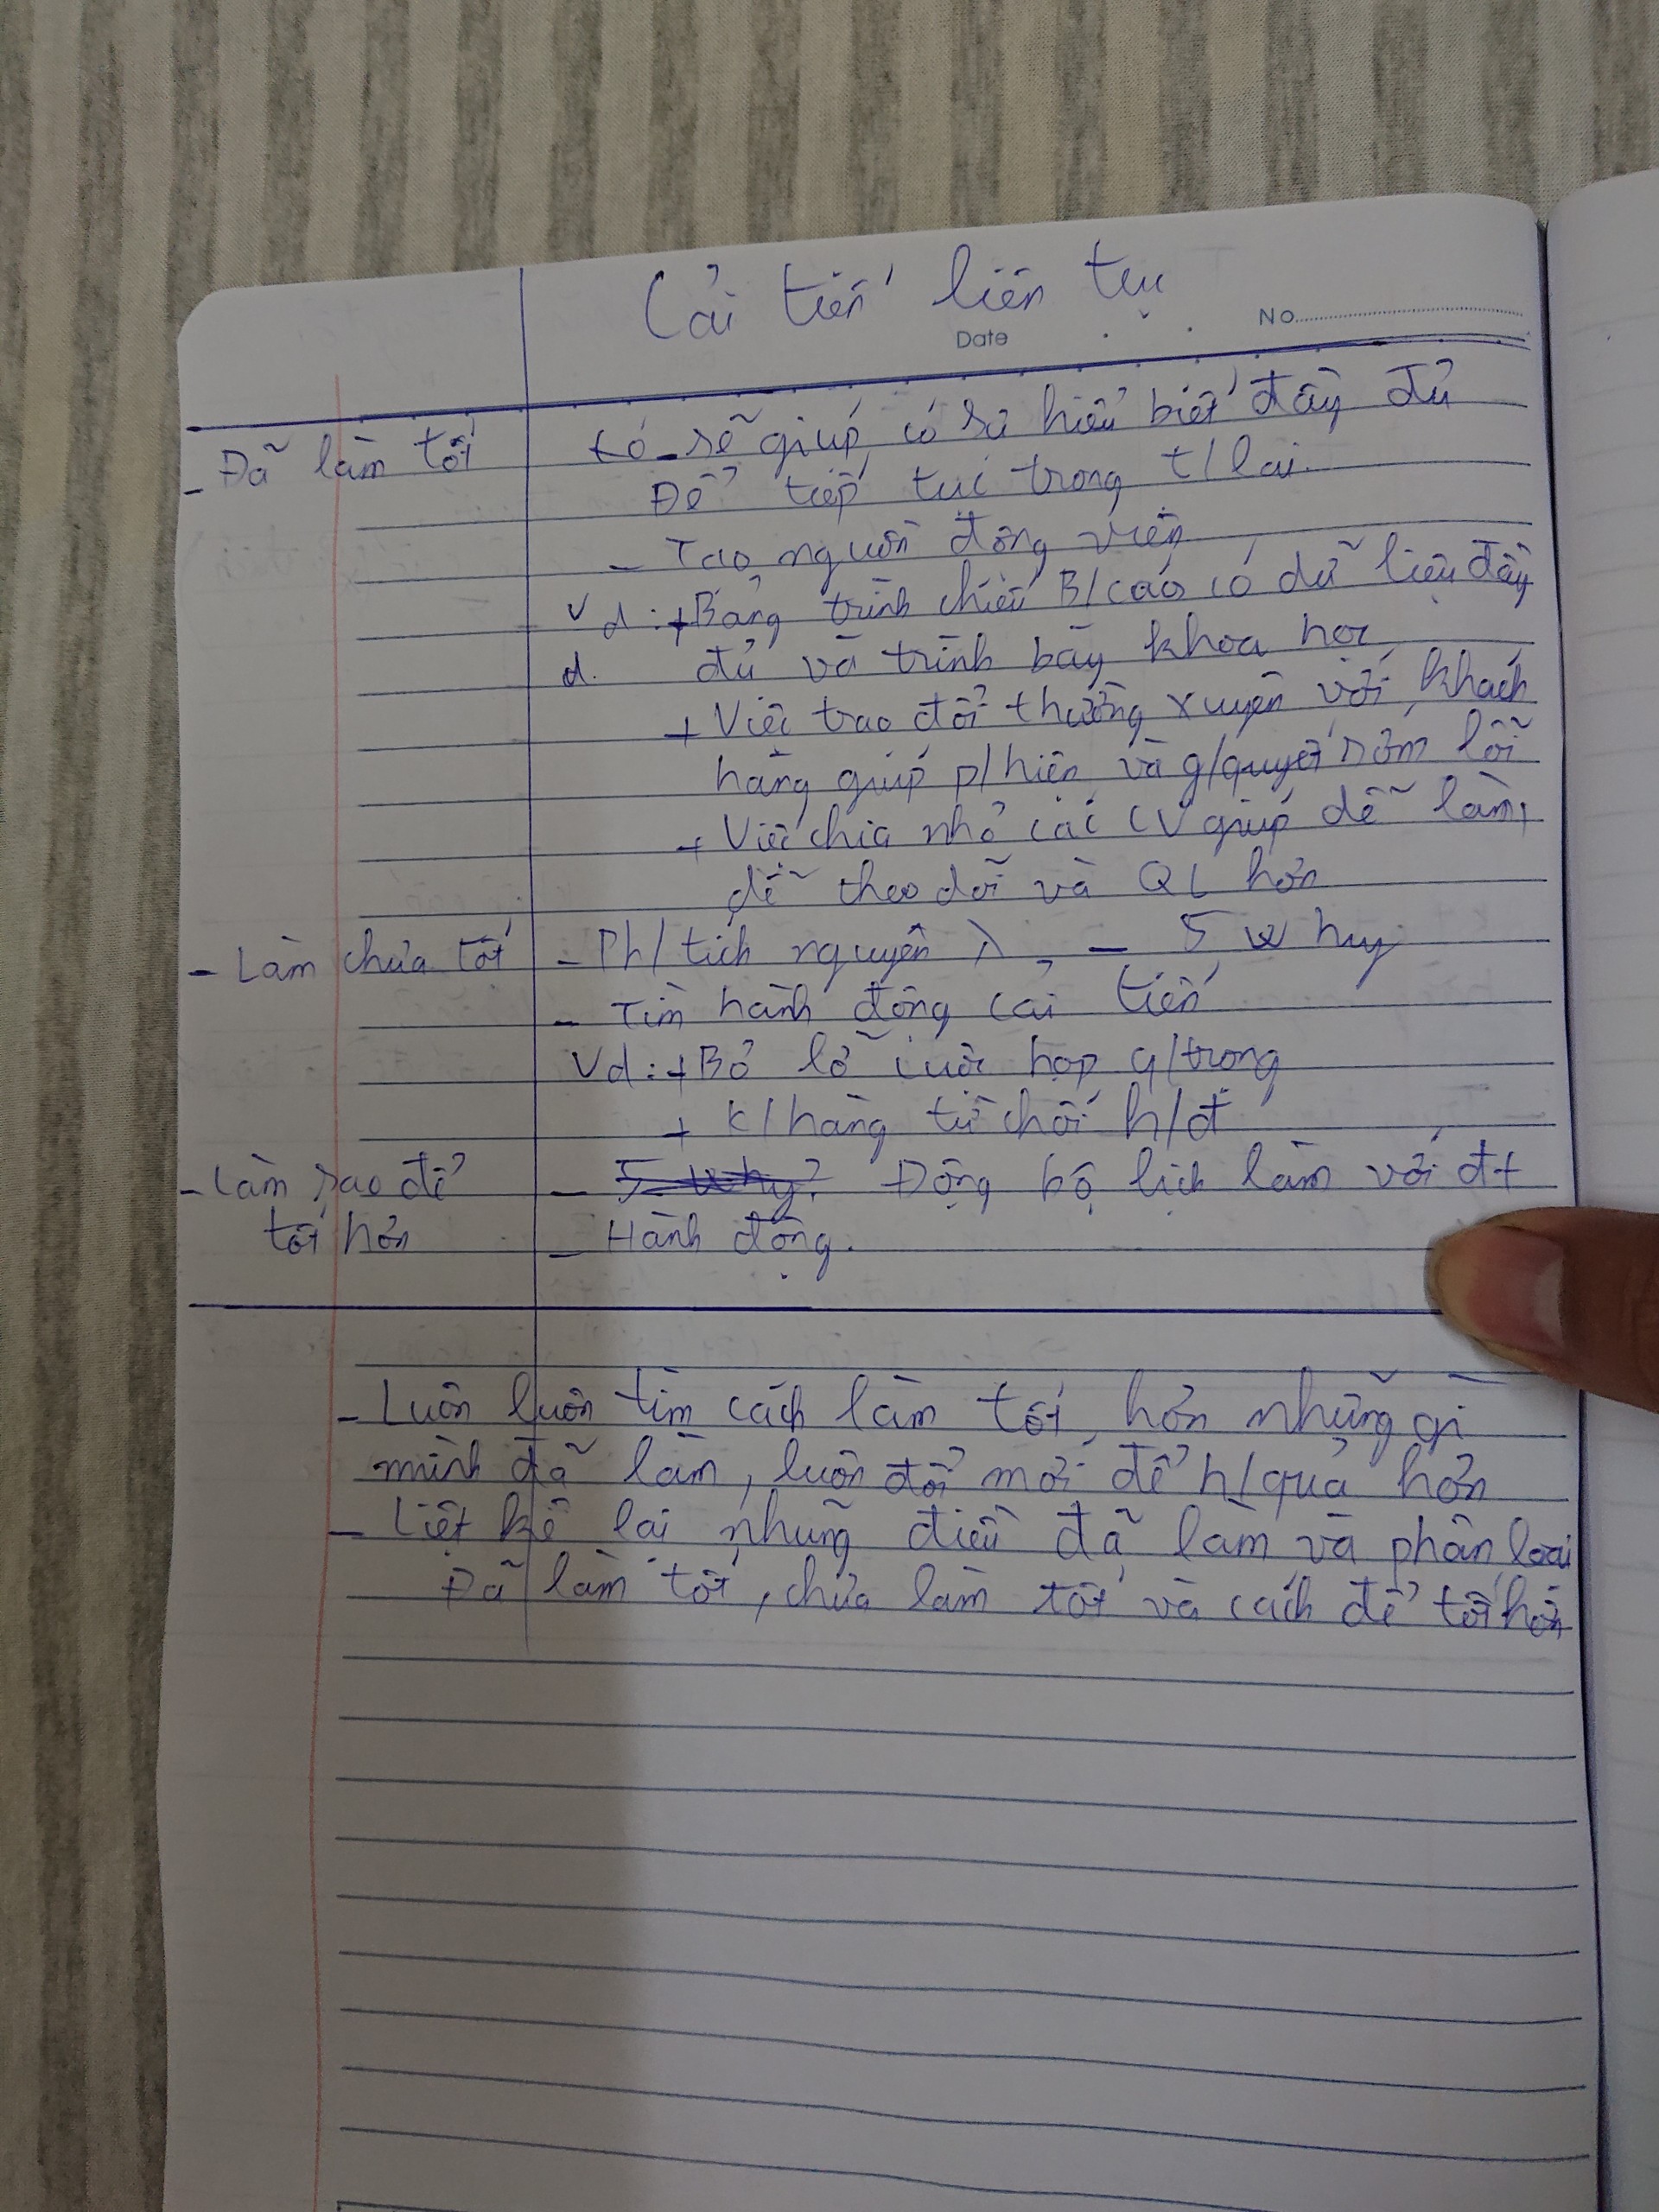 Cải tiến liên tục
Date No
- Đã làm tốt
có sẽ giúp có sự hiểu biết đầy đủ
Để tiếp tục trong t/lai.
- Tạo nguồn động viên
Vd: + Bảng trình chiếu B/cáo có dữ liệu đầy
d. đủ và trình bày khoa học
+ Việc trao đổi thường xuyên với khách
hàng giúp p/hiện và g/quyết sớm lỗi
+ Việc chia nhỏ các CV giúp dễ làm,
dễ theo dõi và QL hơn
- Làm chưa tốt
- Ph/tích nguyên λ, - 5 why
- Tìm hành động cải tiến
Vd: + Bỏ lỡ cuộc họp q/trọng
+ K/hàng từ chối h/đ
- Làm sao để
tốt hơn
- 5 why? Động bộ lịch làm với đt
- Hành động.
- Luôn luôn tìm cách làm tốt hơn những gì
mình đã làm, luôn đổi mới để h/quả hơn
- Liệt kê lại những điều đã làm và phân loại
Đã làm tốt, chưa làm tốt và cách để tốt hơn